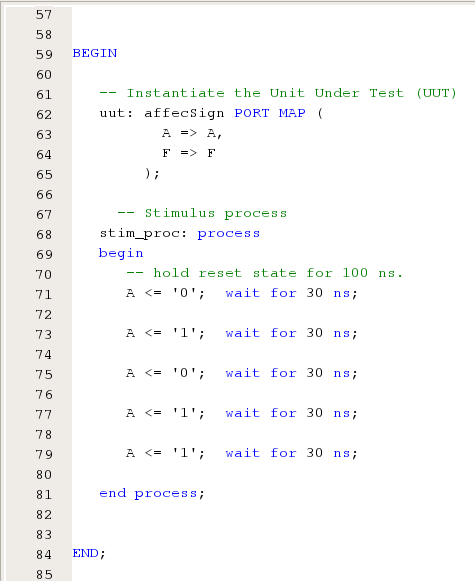 57
58
59 BEGIN
60
61 -- Instantiate the Unit Under Test (UUT)
62 uut: affecSign PORT MAP (
63 A => A,
64 F => F
65 );
66
67 -- Stimulus process
68 stim_proc: process
69 begin
70 -- hold reset state for 100 ns.
71 A <= '0'; wait for 30 ns;
72
73 A <= '1'; wait for 30 ns;
74
75 A <= '0'; wait for 30 ns;
76
77 A <= '1'; wait for 30 ns;
78
79 A <= '1'; wait for 30 ns;
80
81 end process;
82
83
84 END;
85